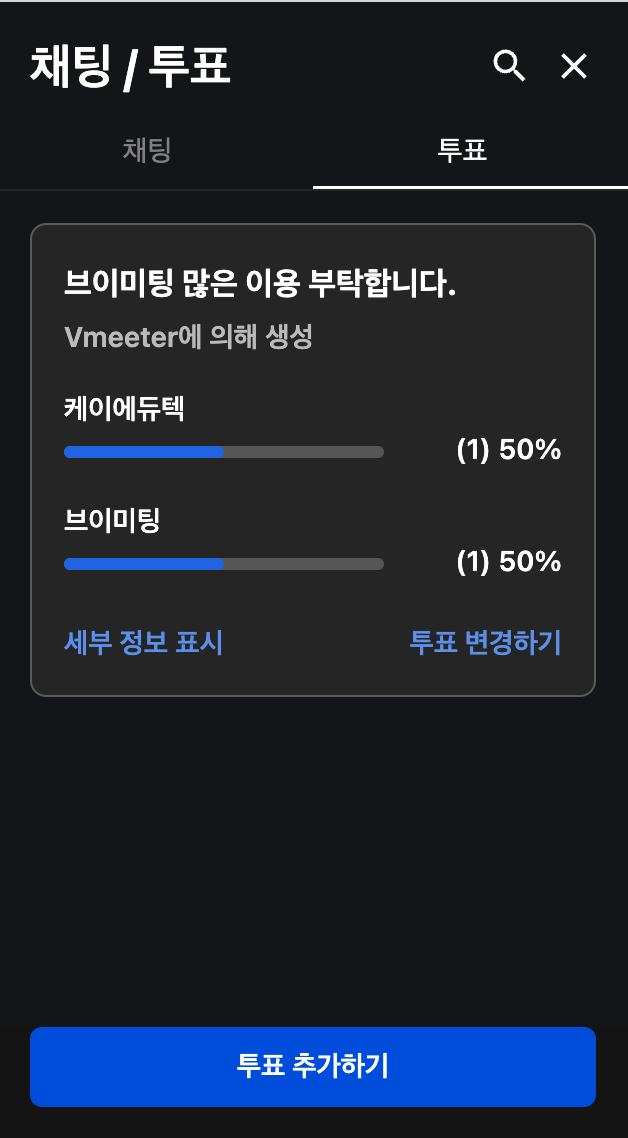 채팅 / 투표
채팅
투표
브이미팅 많은 이용 부탁합니다.
Vmeeter에 의해 생성
케이에듀텍
(1) 50%
브이미팅
(1) 50%
세부 정보 표시
투표 변경하기
투표 추가하기